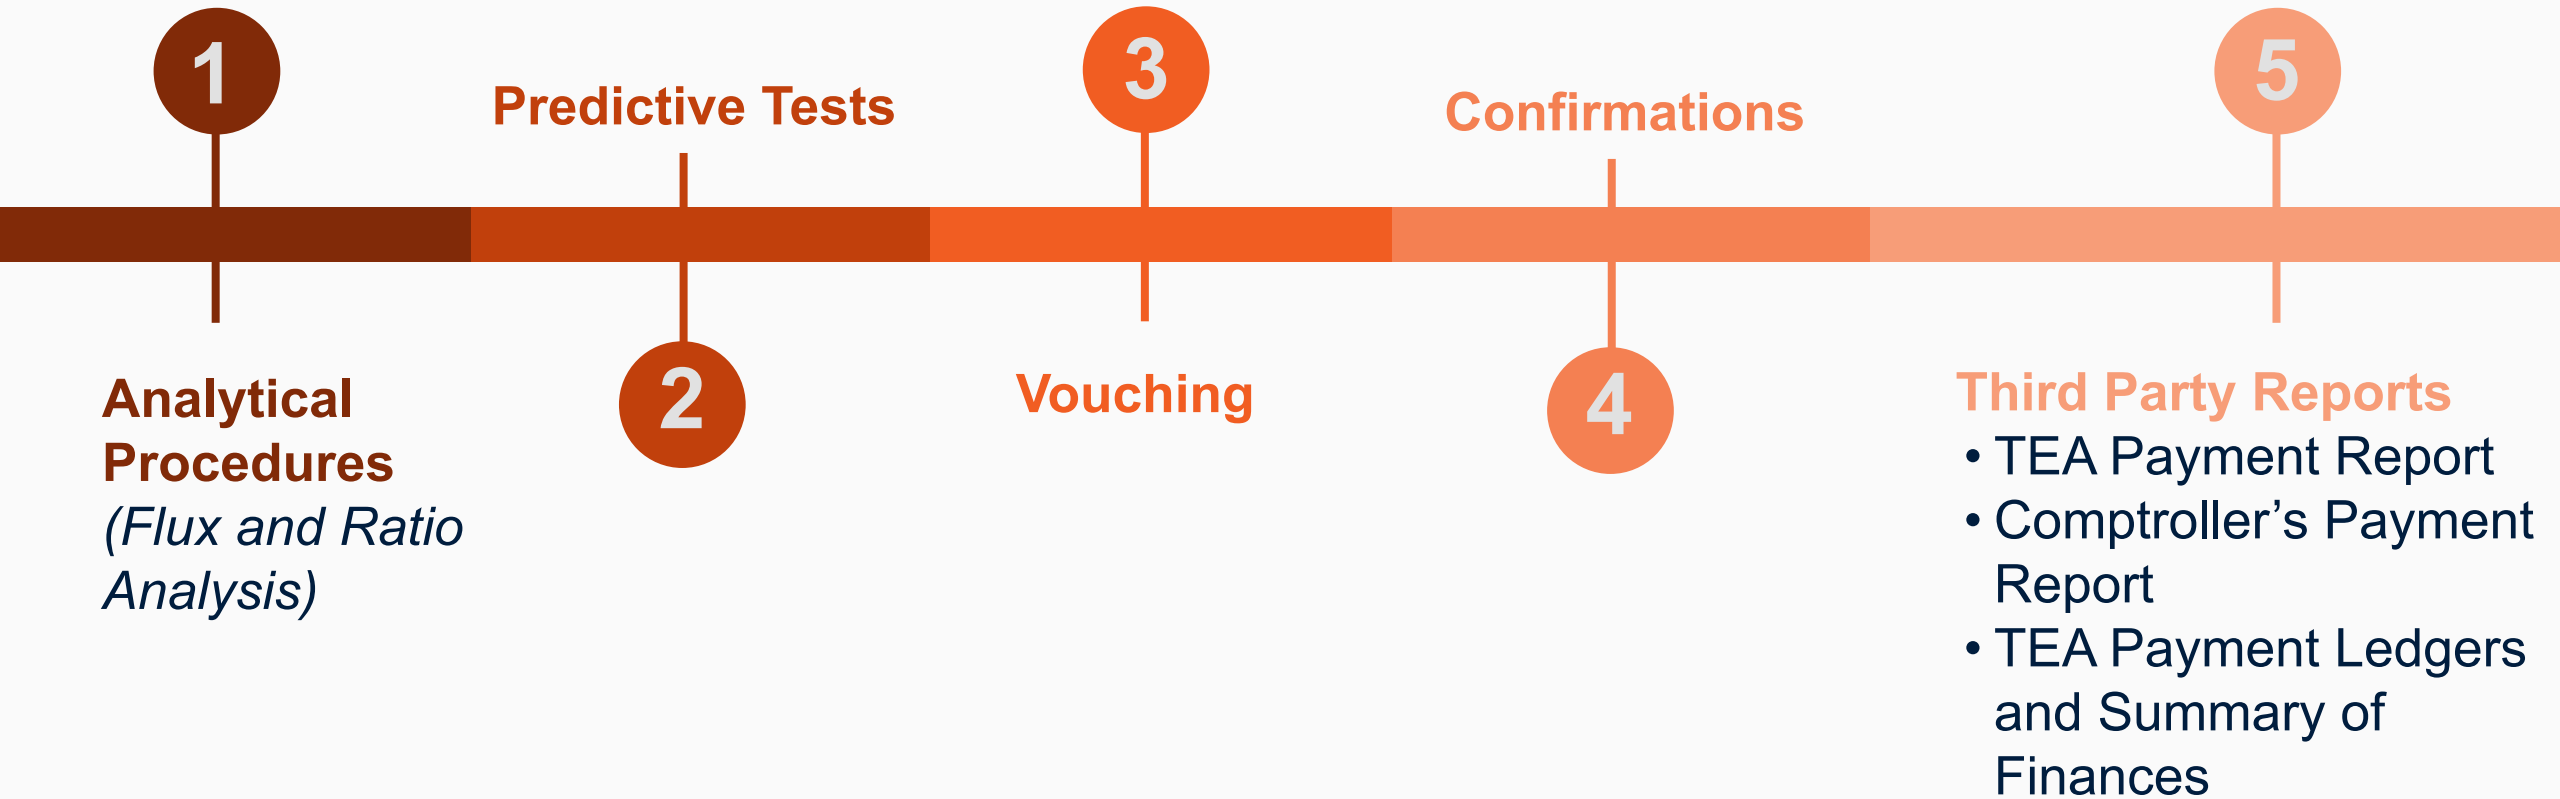 1
Analytical
Procedures
(Flux and Ratio
Analysis)
Predictive Tests
2
3
Vouching
Confirmations
4
5
Third Party Reports
• TEA Payment Report
• Comptroller’s Payment
Report
• TEA Payment Ledgers
and Summary of
Finances